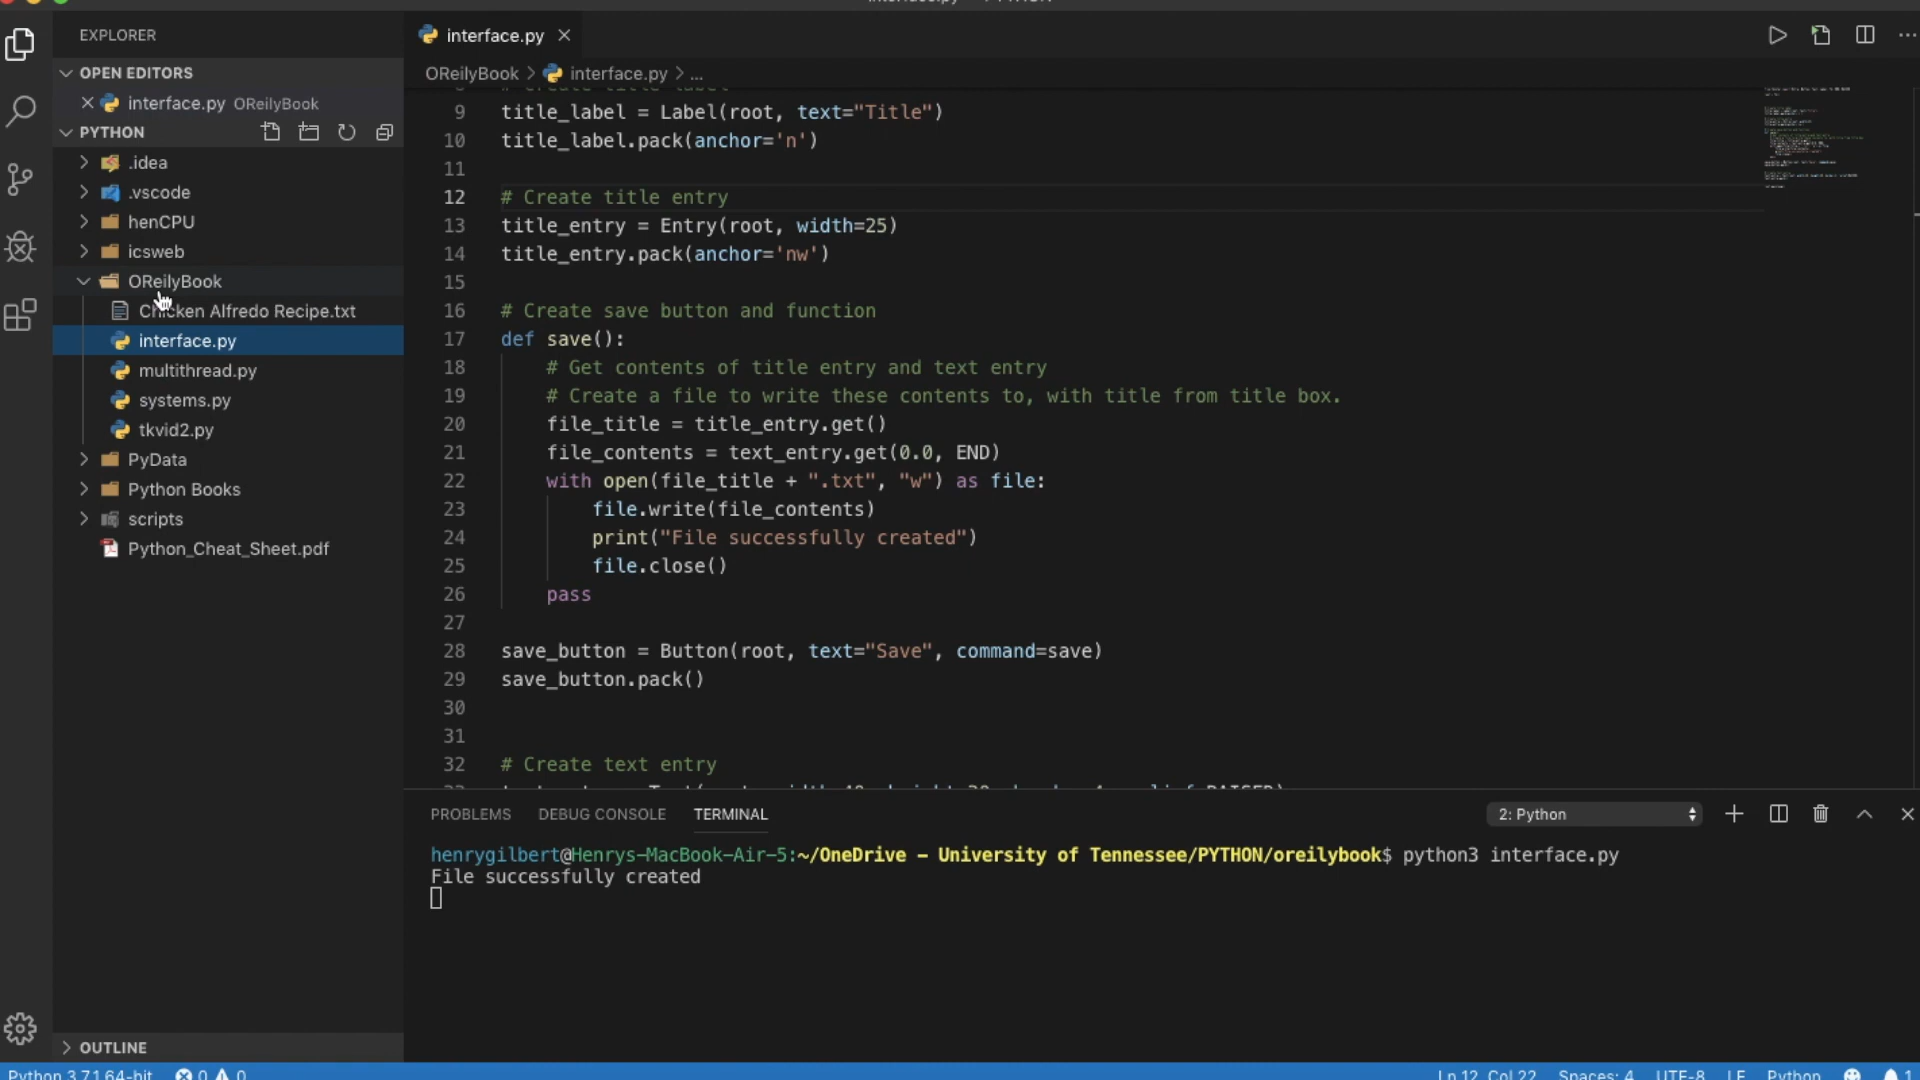 EXPLORER
OPEN EDITORS
interface.py OReilyBook
PYTHON
.idea
.vscode
henCPU
icsweb
OReilyBook
Chicken Alfredo Recipe.txt
interface.py
multithread.py
systems.py
tkvid2.py
PyData
Python Books
scripts
Python_Cheat_Sheet.pdf
OUTLINE
interface.py
OReilyBook > interface.py > ...
9 title_label = Label(root, text="Title")
10 title_label.pack(anchor='n')
11
12 # Create title entry
13 title_entry = Entry(root, width=25)
14 title_entry.pack(anchor='nw')
15
16 # Create save button and function
17 def save():
18 # Get contents of title entry and text entry
19 # Create a file to write these contents to, with title from title box.
20 file_title = title_entry.get()
21 file_contents = text_entry.get(0.0, END)
22 with open(file_title + ".txt", "w") as file:
23 file.write(file_contents)
24 print("File successfully created")
25 file.close()
26 pass
27
28 save_button = Button(root, text="Save", command=save)
29 save_button.pack()
30
31
32 # Create text entry
PROBLEMS DEBUG CONSOLE TERMINAL
2: Python
henrygilbert@Henrys-MacBook-Air-5:~/OneDrive - University of Tennessee/PYTHON/oreilybook$ python3 interface.py
File successfully created
Python 3.7.1 64-bit 0 0
Ln 12, Col 22 Spaces: 4 UTF-8 LF Python 1